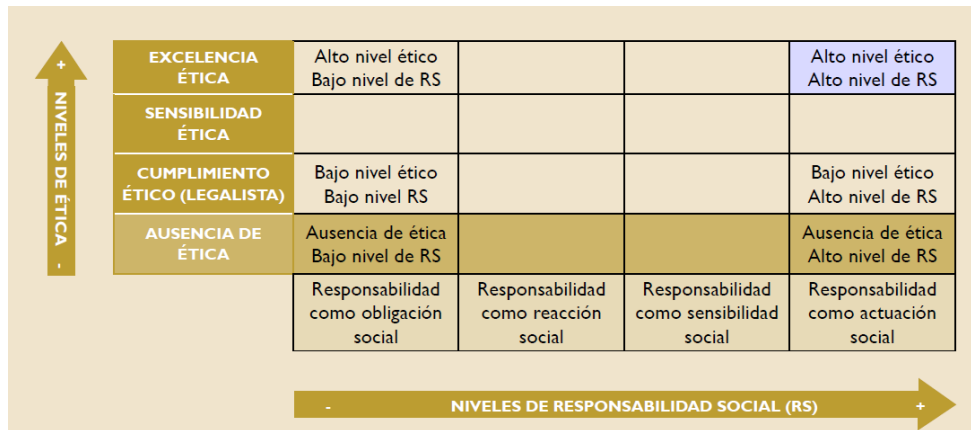 +
NIVELES DE ÉTICA
-
EXCELENCIA
ÉTICA
Alto nivel ético
Bajo nivel de RS
Alto nivel ético
Alto nivel de RS
SENSIBILIDAD
ÉTICA
CUMPLIMIENTO
ÉTICO (LEGALISTA)
Bajo nivel ético
Bajo nivel RS
Bajo nivel ético
Alto nivel de RS
AUSENCIA DE
ÉTICA
Ausencia de ética
Bajo nivel de RS
Ausencia de ética
Alto nivel de RS
Responsabilidad
como obligación
social
Responsabilidad
como reacción
social
Responsabilidad
como sensibilidad
social
Responsabilidad
como actuación
social
- NIVELES DE RESPONSABILIDAD SOCIAL (RS) +